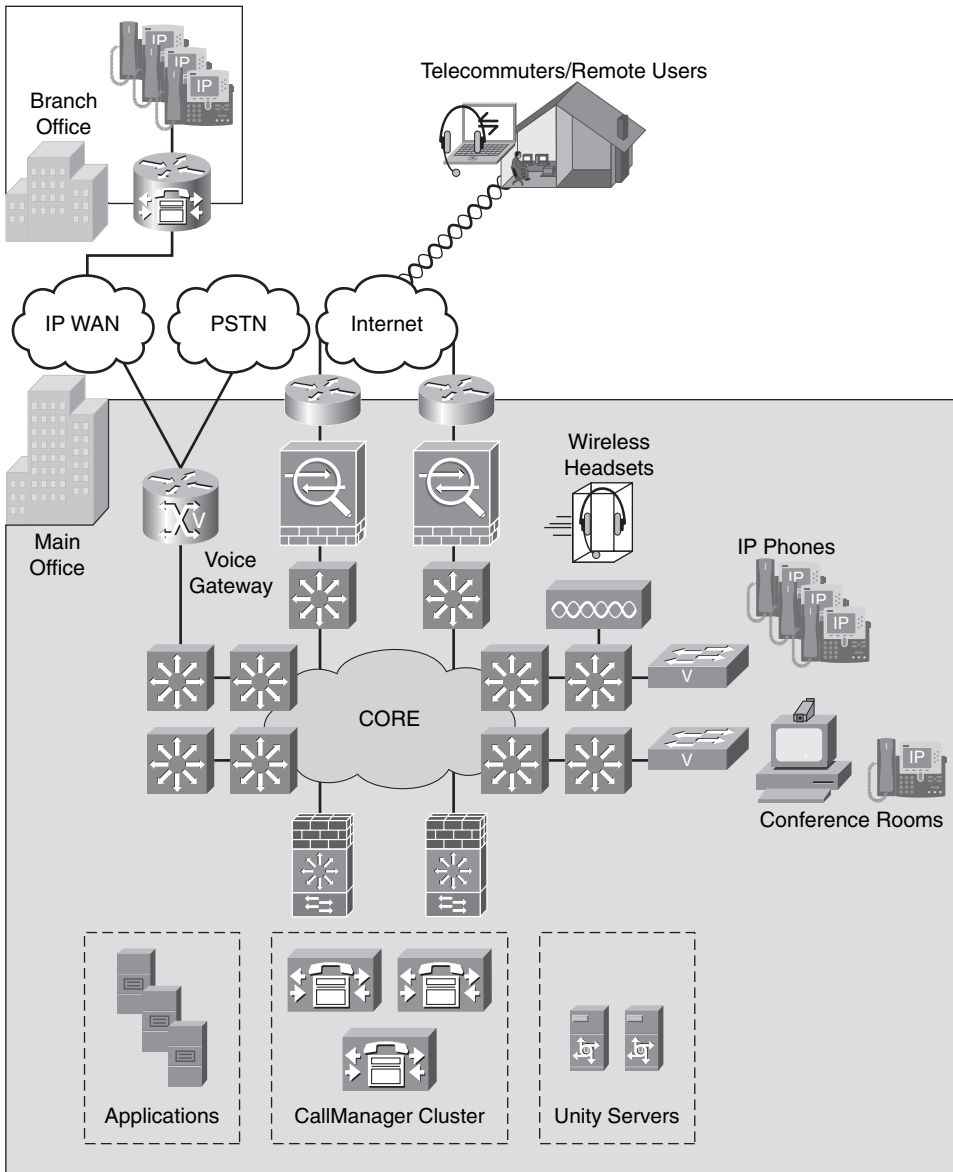 IP
IP
IP
Branch
Office
Telecommuters/Remote Users
IP WAN
PSTN
Internet
Main
Office
V
Voice
Gateway
Wireless
Headsets
IP Phones
IP
IP
IP
V
CORE
V
IP
Conference Rooms
Applications
CallManager Cluster
Unity Servers